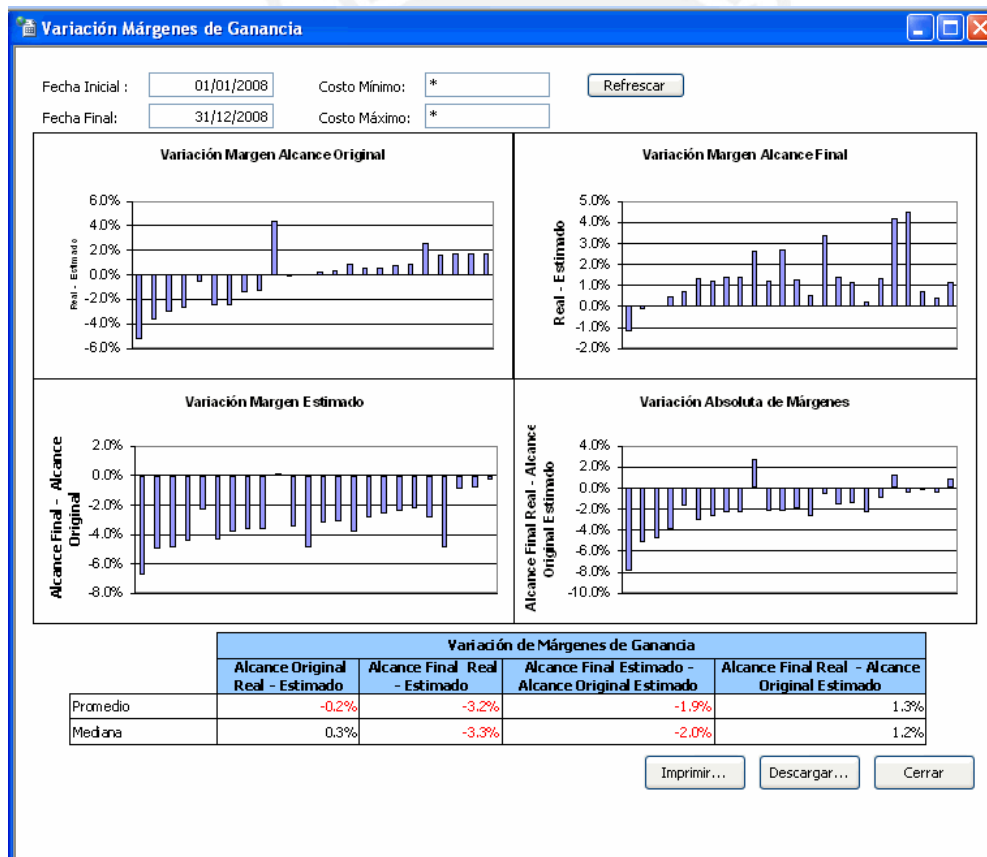 Variación Márgenes de Ganancia
Fecha Inicial : 01/01/2008 Costo Mínimo: * Refrescar
Fecha Final: 31/12/2008 Costo Máximo: *
Variación Margen Alcance Original
Real - Estimado
6.0%
4.0%
2.0%
0.0%
-2.0%
-4.0%
-6.0%
Variación Margen Alcance Final
Real - Estimado
5.0%
4.0%
3.0%
2.0%
1.0%
0.0%
-1.0%
-2.0%
Variación Margen Estimado
Alcance Final - Alcance
Original
2.0%
0.0%
-2.0%
-4.0%
-6.0%
-8.0%
Variación Absoluta de Márgenes
Alcance Final Real - Alcance
Original Estimado
4.0%
2.0%
0.0%
-2.0%
-4.0%
-6.0%
-8.0%
-10.0%
Variación de Márgenes de Ganancia
Alcance Original Real - Estimado
Alcance Final Real - Estimado
Alcance Final Estimado - Alcance Original Estimado
Alcance Final Real - Alcance Original Estimado
Promedio -0.2% -3.2% -1.9% 1.3%
Mediana 0.3% -3.3% -2.0% 1.2%
Imprimir... Descargar... Cerrar